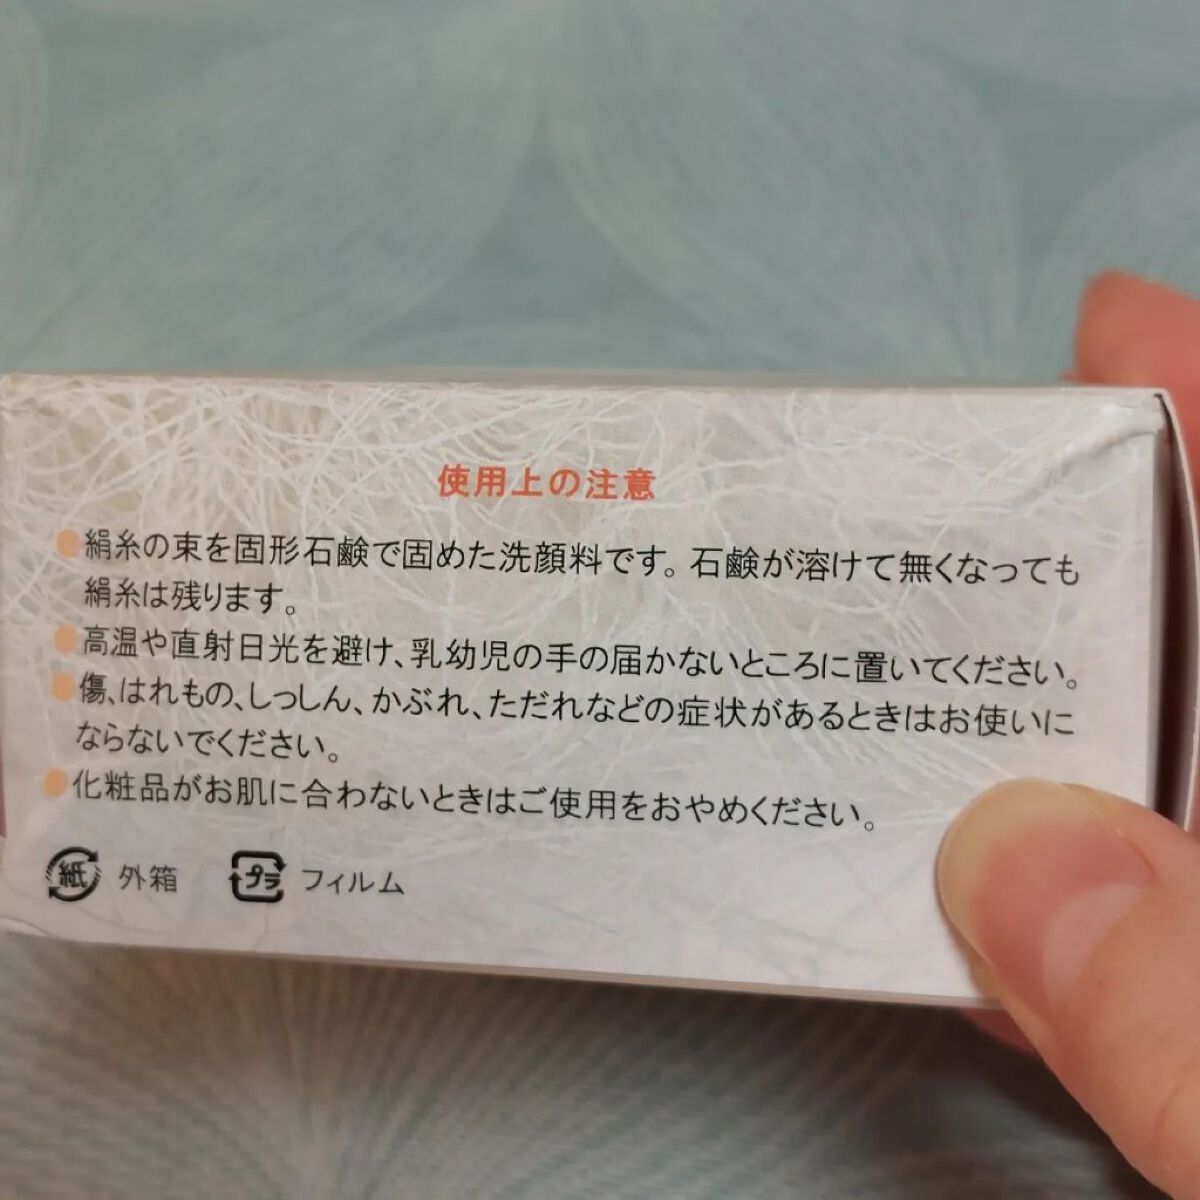 使用上の注意
●絹糸の束を固形石鹸で固めた洗顔料です。石鹸が溶けて無くなっても
絹糸は残ります。
●高温や直射日光を避け、乳幼児の手の届かないところに置いてください。
●傷、はれもの、しっしん、かぶれ、ただれなどの症状があるときはお使いに
ならないでください。
●化粧品がお肌に合わないときはご使用をおやめください。
紙 外箱 プラ フィルム